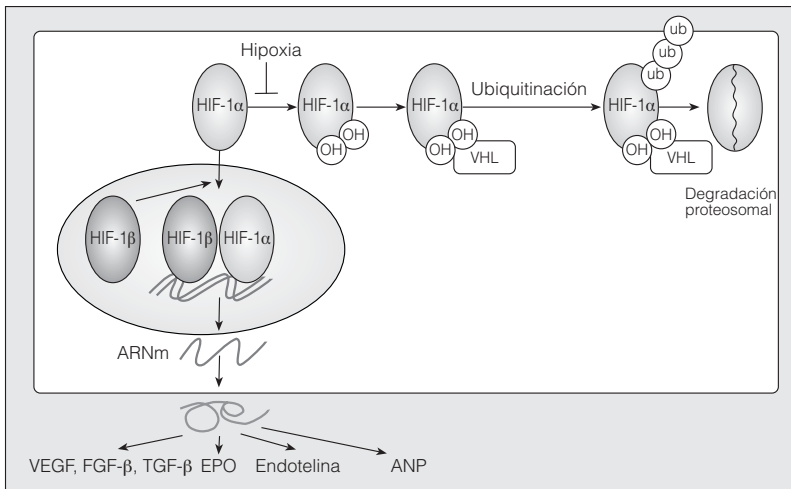 Hipoxia
ub
ub
ub
HIF-1α
HIF-1α
HIF-1α
Ubiquitinación
HIF-1α
OH
OH
OH
OH
VHL
OH
OH
VHL
Degradación
proteosomal
HIF-1β
HIF-1β
HIF-1α
ARNm
VEGF, FGF-β, TGF-β EPO Endotelina ANP